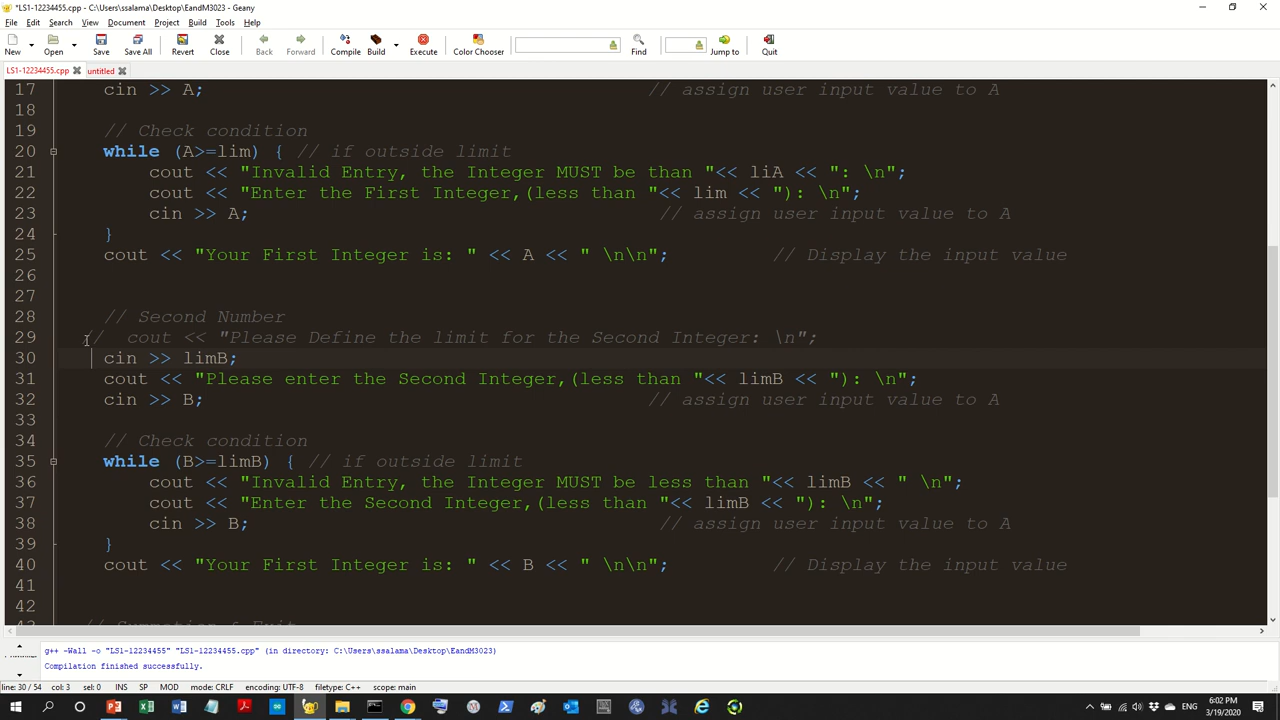 *LS1-12234455.cpp - C:\Users\ssalama\Desktop\EandM3023 - Geany
File Edit Search View Document Project Build Tools Help
New Open Save Save All Revert Close Back Forward Compile Build Execute Color Chooser Find Jump to Quit
LS1-12234455.cpp untitled
17 cin >> A; // assign user input value to A
18
19 // Check condition
20 while (A>=lim) { // if outside limit
21 cout << "Invalid Entry, the Integer MUST be than "<< liA << ": \n";
22 cout << "Enter the First Integer,(less than "<< lim << "): \n";
23 cin >> A; // assign user input value to A
24 }
25 cout << "Your First Integer is: " << A << " \n\n"; // Display the input value
26
27
28 // Second Number
29 // cout << "Please Define the limit for the Second Integer: \n";
30 cin >> limB;
31 cout << "Please enter the Second Integer,(less than "<< limB << "): \n";
32 cin >> B; // assign user input value to A
33
34 // Check condition
35 while (B>=limB) { // if outside limit
36 cout << "Invalid Entry, the Integer MUST be less than "<< limB << " \n";
37 cout << "Enter the Second Integer,(less than "<< limB << "): \n";
38 cin >> B; // assign user input value to A
39 }
40 cout << "Your First Integer is: " << B << " \n\n"; // Display the input value
41
42
43 // Summation & Exit
g++ -Wall -o "LS1-12234455" "LS1-12234455.cpp" (in directory: C:\Users\ssalama\Desktop\EandM3023)
Compilation finished successfully.
line: 30 / 54 col: 3 sel: 0 INS SP MOD mode: CRLF encoding: UTF-8 filetype: C++ scope: main
ENG 6:02 PM
3/19/2020